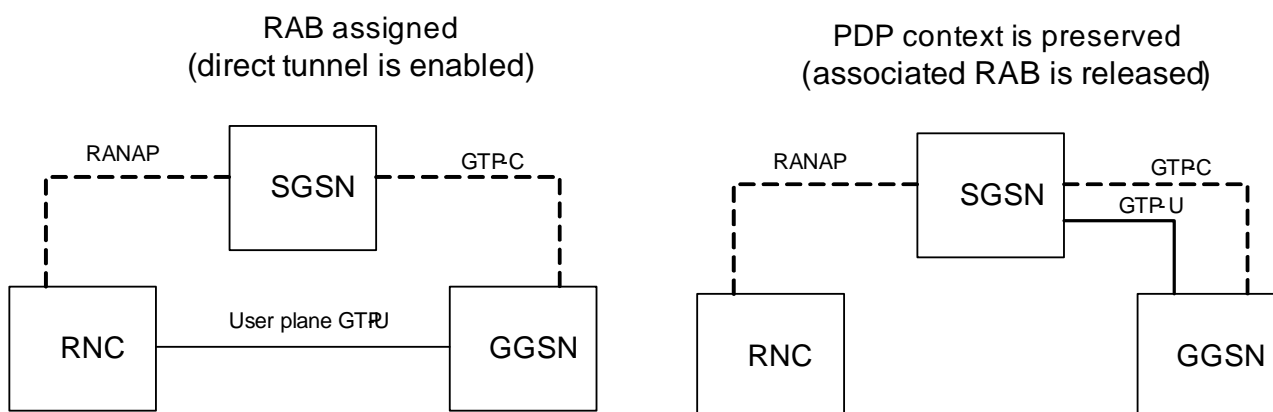 RAB assigned
(direct tunnel is enabled)
RANAP
GTP-C
SGSN
RNC
User plane GTP-U
GGSN
PDP context is preserved
(associated RAB is released)
RANAP
GTP-C
SGSN
GTP-U
RNC
GGSN